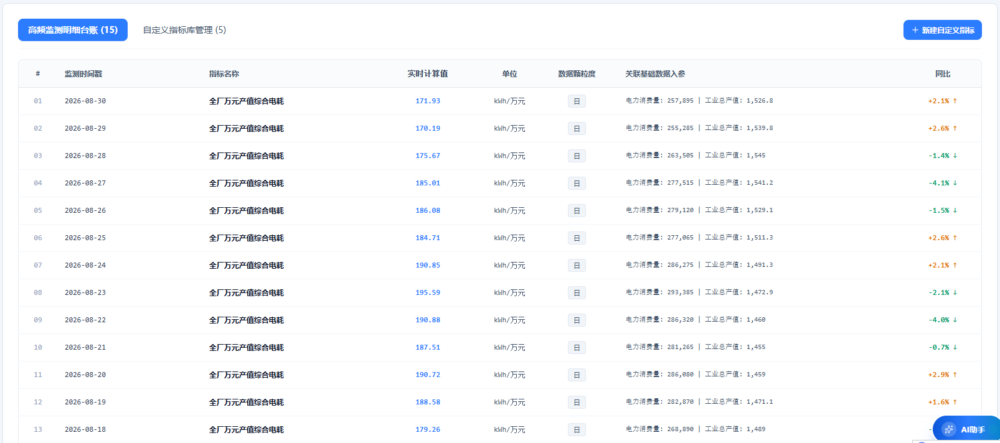 高频监测明细台账 (15) 自定义指标库管理 (5) + 新建自定义指标
# 监测时间戳 指标名称 实时计算值 单位 数据颗粒度 关联基础数据入参 同比
01 2026-08-30 全厂万元产值综合电耗 171.93 kWh/万元 日 电力消费量: 257,895 | 工业总产值: 1,526.8 +2.1% ↑
02 2026-08-29 全厂万元产值综合电耗 170.19 kWh/万元 日 电力消费量: 255,285 | 工业总产值: 1,539.8 +2.6% ↑
03 2026-08-28 全厂万元产值综合电耗 175.67 kWh/万元 日 电力消费量: 263,505 | 工业总产值: 1,545 -1.4% ↓
04 2026-08-27 全厂万元产值综合电耗 185.01 kWh/万元 日 电力消费量: 277,515 | 工业总产值: 1,541.2 -4.1% ↓
05 2026-08-26 全厂万元产值综合电耗 186.08 kWh/万元 日 电力消费量: 279,120 | 工业总产值: 1,529.1 -1.5% ↓
06 2026-08-25 全厂万元产值综合电耗 184.71 kWh/万元 日 电力消费量: 277,065 | 工业总产值: 1,511.3 +2.6% ↑
07 2026-08-24 全厂万元产值综合电耗 190.85 kWh/万元 日 电力消费量: 286,275 | 工业总产值: 1,491.3 +2.1% ↑
08 2026-08-23 全厂万元产值综合电耗 195.59 kWh/万元 日 电力消费量: 293,385 | 工业总产值: 1,472.9 -2.1% ↓
09 2026-08-22 全厂万元产值综合电耗 190.88 kWh/万元 日 电力消费量: 286,320 | 工业总产值: 1,460 -4.0% ↓
10 2026-08-21 全厂万元产值综合电耗 187.51 kWh/万元 日 电力消费量: 281,265 | 工业总产值: 1,455 -0.7% ↓
11 2026-08-20 全厂万元产值综合电耗 190.72 kWh/万元 日 电力消费量: 286,080 | 工业总产值: 1,459 +2.9% ↑
12 2026-08-19 全厂万元产值综合电耗 188.58 kWh/万元 日 电力消费量: 282,870 | 工业总产值: 1,471.1 +1.6% ↑
13 2026-08-18 全厂万元产值综合电耗 179.26 kWh/万元 日 电力消费量: 268,890 | 工业总产值: 1,489 -
AI助手